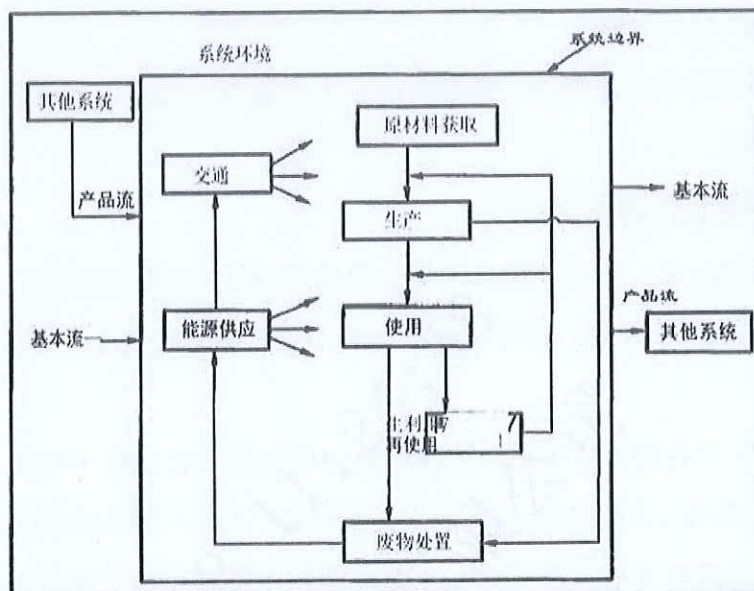 系统环境
系统边界
其他系统
原材料获取
交通
产品流
基本流
生产
产品流
能源供应
使用
基本流
其他系统
生利
再使用
废物处置